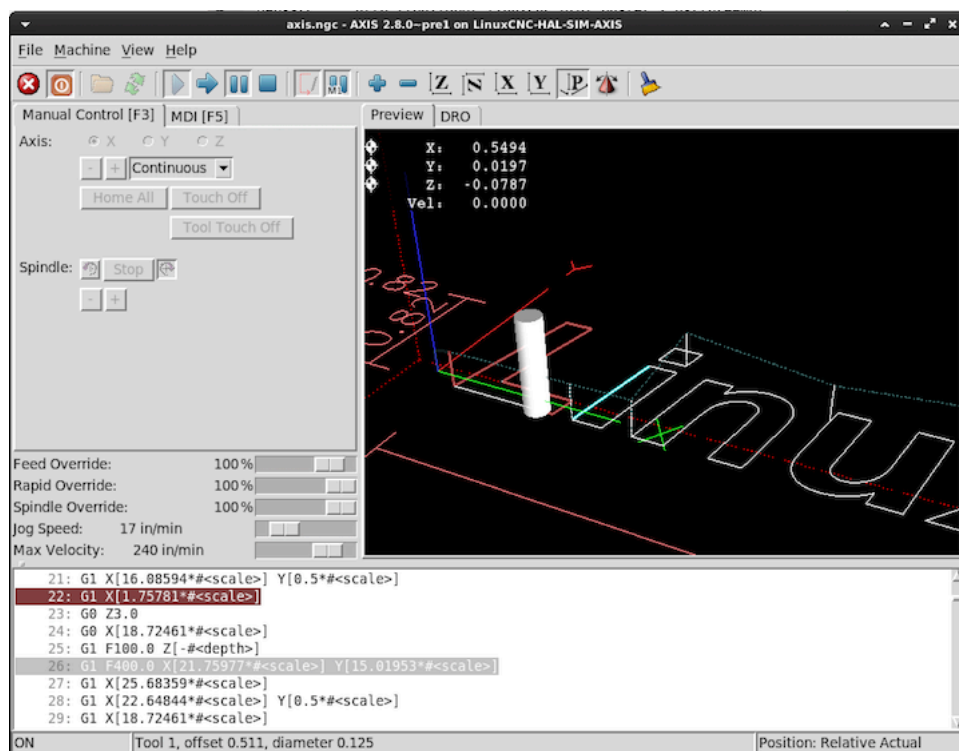 axis.ngc - AXIS 2.8.0~pre1 on LinuxCNC-HAL-SIM-AXIS
File Machine View Help
Z N X Y P
Manual Control [F3] MDI [F5]
Preview DRO
Axis: X Y Z
- + Continuous
Home All Touch Off
Tool Touch Off
Spindle: Stop
- +
X: 0.5494
Y: 0.0197
Z: -0.0787
Vel: 0.0000
Y
X
Linux
Feed Override: 100%
Rapid Override: 100%
Spindle Override: 100%
Jog Speed: 17 in/min
Max Velocity: 240 in/min
21: G1 X[16.08594*#<scale>] Y[0.5*#<scale>]
22: G1 X[1.75781*#<scale>]
23: G0 Z3.0
24: G0 X[18.72461*#<scale>]
25: G1 F100.0 Z[-#<depth>]
26: G1 F400.0 X[21.75977*#<scale>] Y[15.01953*#<scale>]
27: G1 X[25.68359*#<scale>]
28: G1 X[22.64844*#<scale>] Y[0.5*#<scale>]
29: G1 X[18.72461*#<scale>]
ON Tool 1, offset 0.511, diameter 0.125 Position: Relative Actual